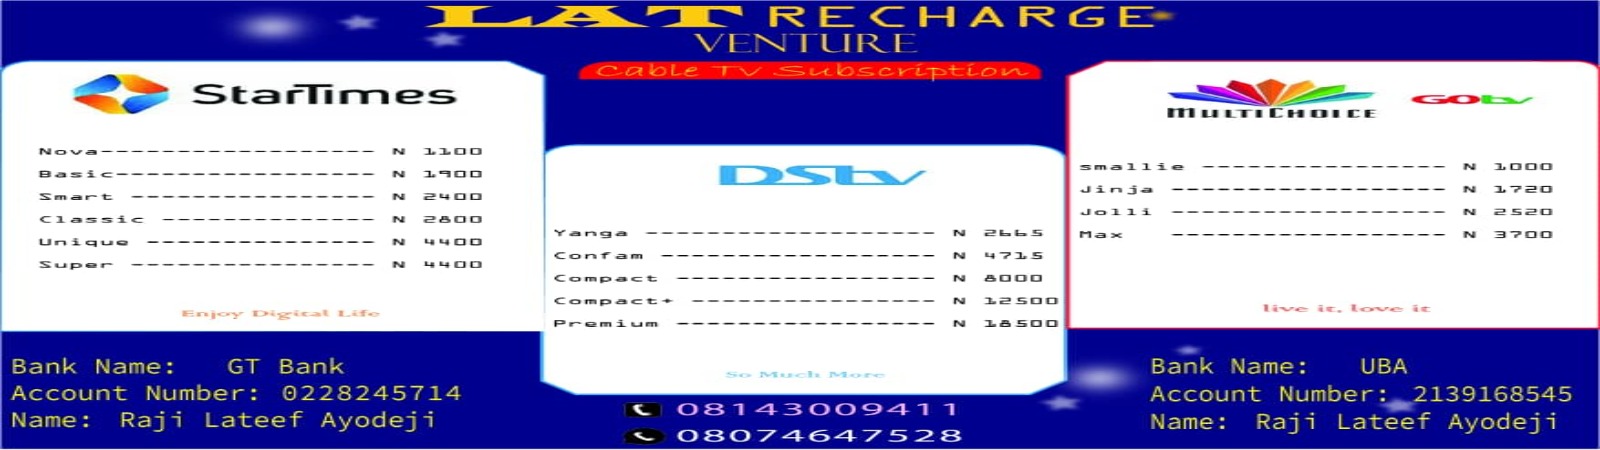 LAT RECHARGE
VENTURE
Cable Tv Subscription
StarTimes
Nova------------------ N 1100
Basic----------------- N 1900
Smart ---------------- N 2400
Classic -------------- N 2800
Unique --------------- N 4400
Super ---------------- N 4400
Enjoy Digital Life
DStv
Yanga ------------------- N 2665
Confam ------------------ N 4715
Compact ----------------- N 8000
Compact+ ---------------- N 12500
Premium ----------------- N 18500
So Much More
MULTICHOICE GOtv
smallie ---------------- N 1000
Jinja ------------------ N 1720
Jolli ------------------ N 2520
Max ------------------ N 3700
live it, love it
Bank Name: GT Bank
Account Number: 0228245714
Name: Raji Lateef Ayodeji
08143009411
08074647528
Bank Name: UBA
Account Number: 2139168545
Name: Raji Lateef Ayodeji